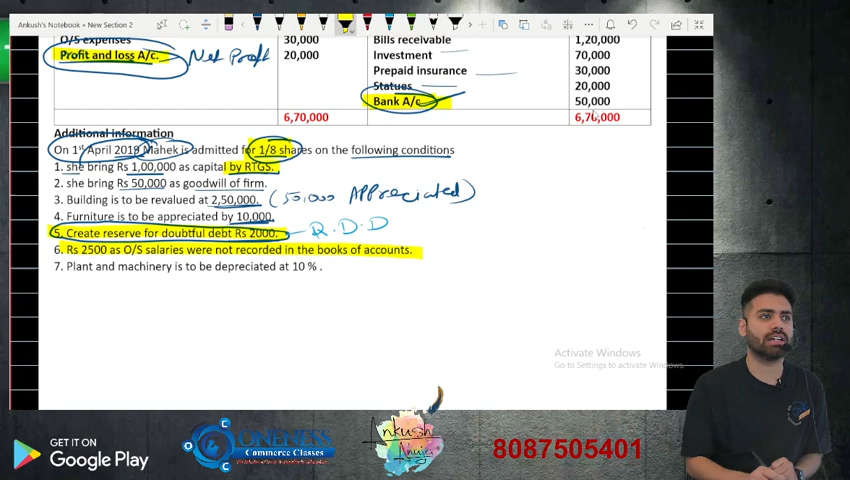 Ankush's Notebook » New Section 2
O/S expenses 30,000 Bills receivable 1,20,000
Profit and loss A/c. Net Profit 20,000 Investment 70,000
Prepaid insurance 30,000
Statues 20,000
Bank A/c 50,000
6,70,000 6,70,000
Additional information
On 1st April 2019 Mahek is admitted for 1/8 shares on the following conditions
1. she bring Rs 1,00,000 as capital by RTGS.
2. she bring Rs 50,000 as goodwill of firm.
3. Building is to be revalued at 2,50,000. (50,000 Appreciated)
4. Furniture is to be appreciated by 10,000.
5. Create reserve for doubtful debt Rs 2000. R.D.D
6. Rs 2500 as O/S salaries were not recorded in the books of accounts.
7. Plant and machinery is to be depreciated at 10 % .
Activate Windows
Go to Settings to activate Windows.
GET IT ON
Google Play
ONENESS
Commerce Classes
Ankush
Ahuja
8087505401